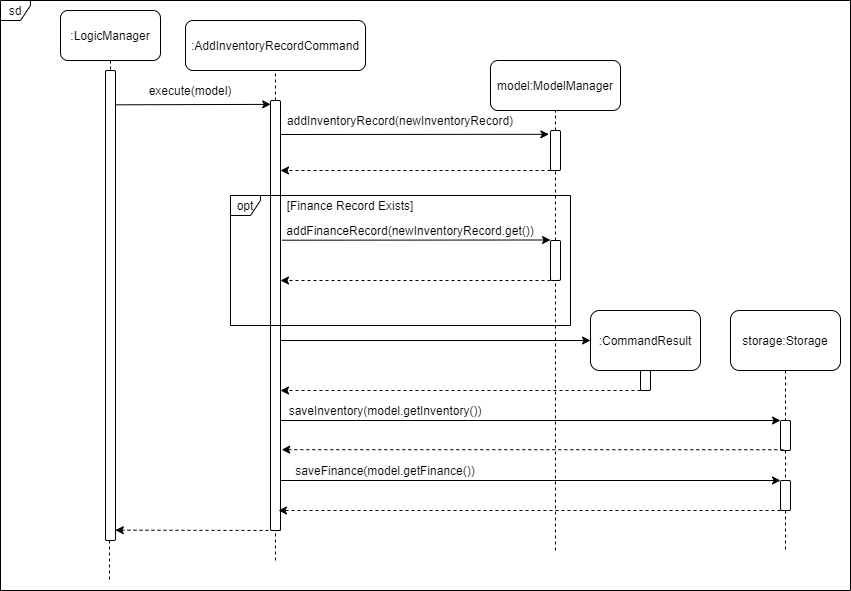 sd
:LogicManager
:AddInventoryRecordCommand
model:ModelManager
execute(model)
addInventoryRecord(newInventoryRecord)
opt
[Finance Record Exists]
addFinanceRecord(newInventoryRecord.get())
:CommandResult
storage:Storage
saveInventory(model.getInventory())
saveFinance(model.getFinance())